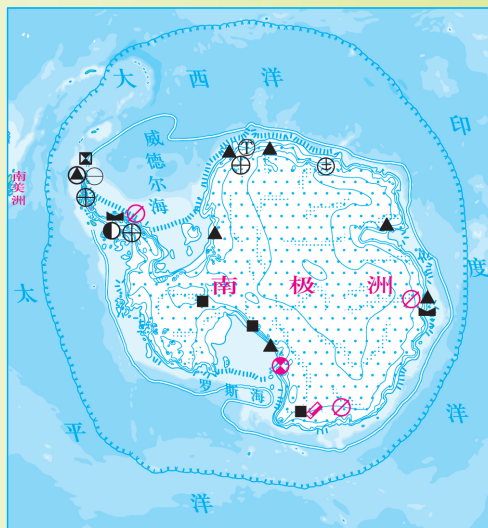 大西洋
印度洋
威德尔海
南美洲
南极洲
太平洋
罗斯海